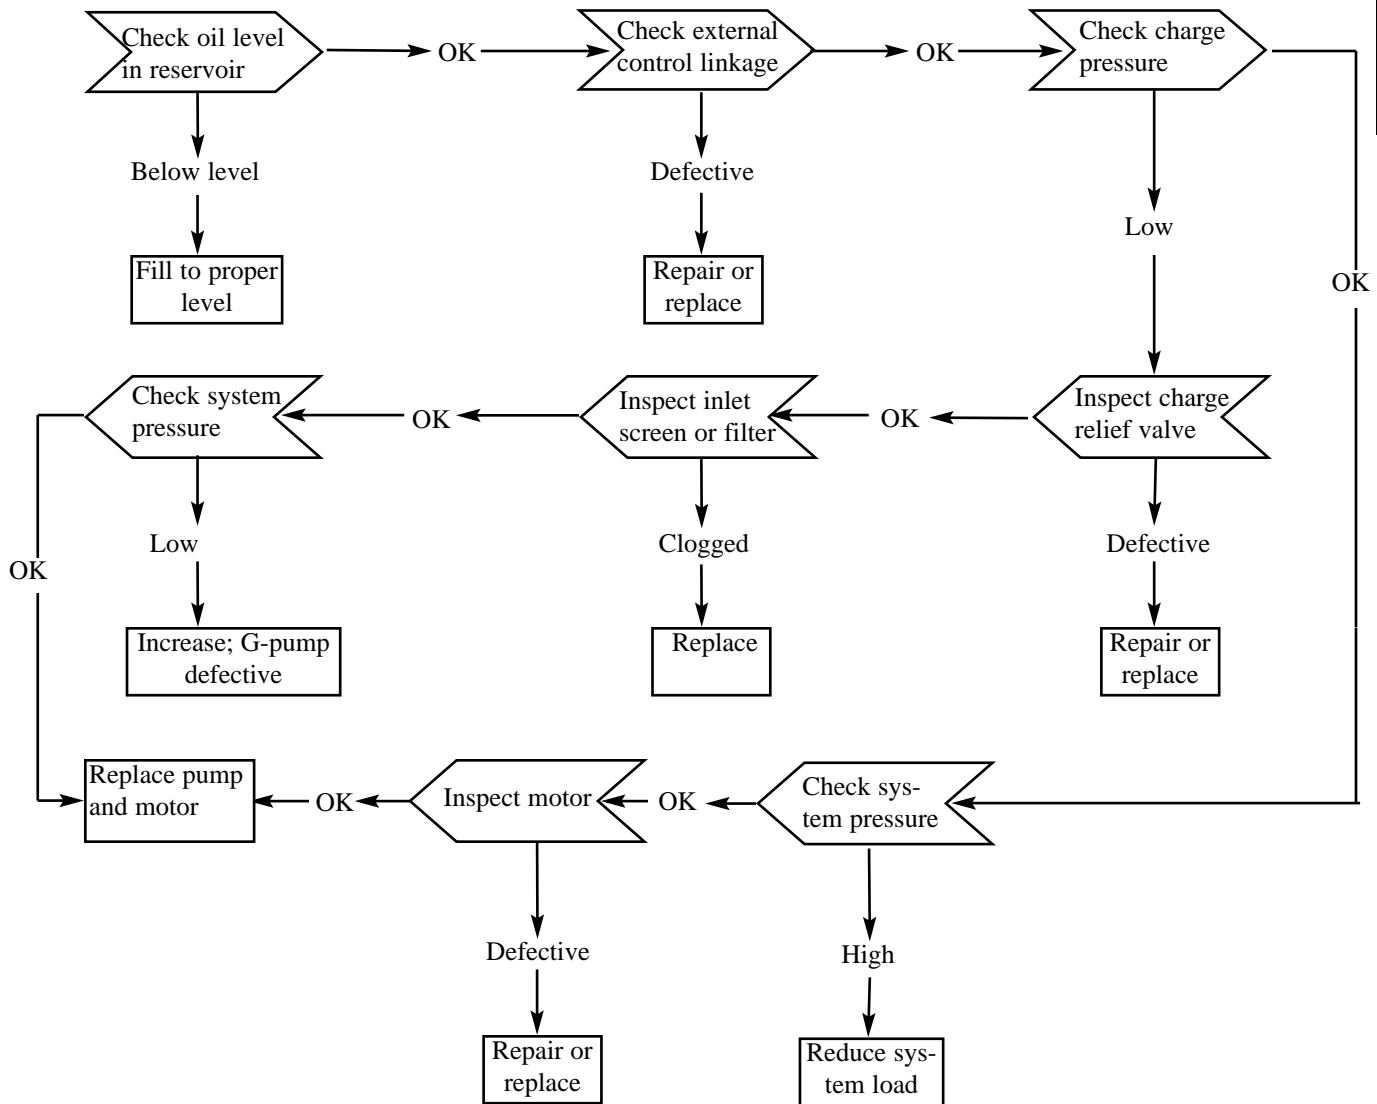 Check oil level
in reservoir
OK
Check external
control linkage
OK
Check charge
pressure
Below level
Defective
Low
OK
Fill to proper
level
Repair or
replace
Check system
pressure
OK
Inspect inlet
screen or filter
OK
Inspect charge
relief valve
OK
Low
Clogged
Defective
Increase; G-pump
defective
Replace
Repair or
replace
Replace pump
and motor
OK
Inspect motor
OK
Check sys-
tem pressure
Defective
High
Repair or
replace
Reduce sys-
tem load